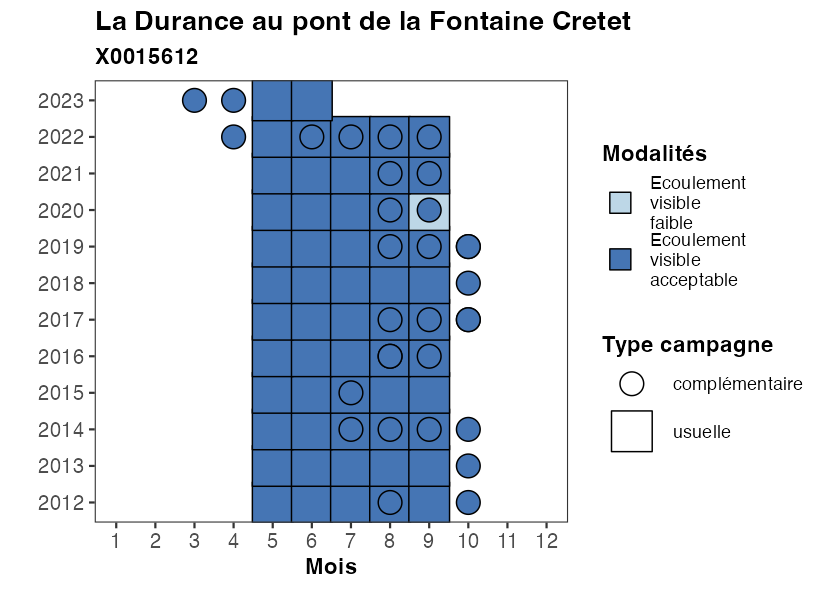 La Durance au pont de la Fontaine Cretet
X0015612
2023
2022
2021
2020
2019
2018
2017
2016
2015
2014
2013
2012
1 2 3 4 5 6 7 8 9 10 11 12
Mois
Modalités
Ecoulement
visible
faible
Ecoulement
visible
acceptable
Type campagne
complémentaire
usuelle